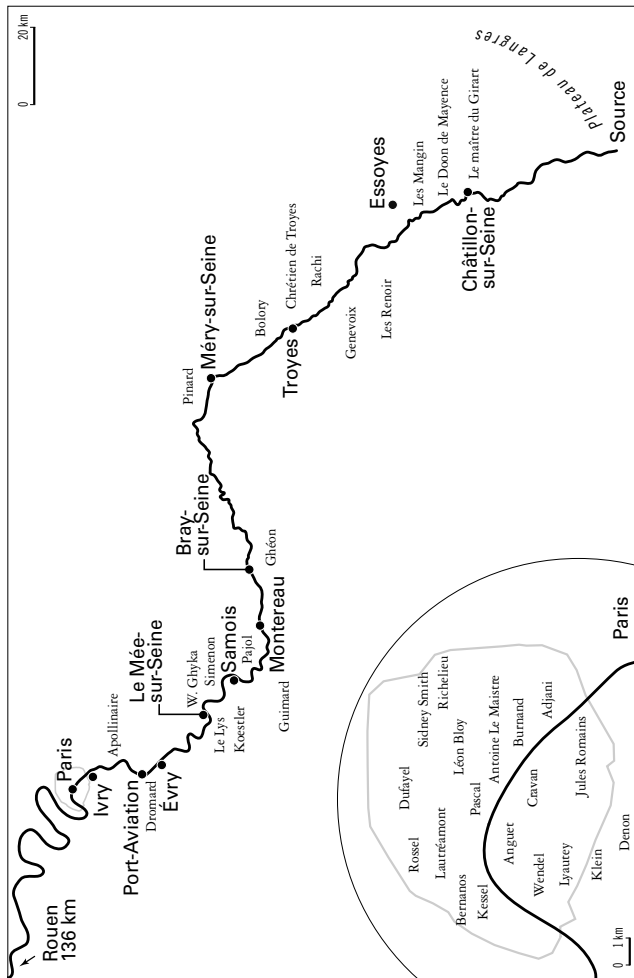 Rouen
136 km
Paris
Ivry
Apollinaire
Port-Aviation
Dromard
Évry
Le Mée-
sur-Seine
W. Ghyka
Simenon
Le Lys
Koestler
Samois
Pajol
Montereau
Guimard
Bray-
sur-Seine
Ghéon
Pinard
Méry-sur-Seine
Bolory
Troyes
Chrétien de Troyes
Rachi
Genevoix
Les Renoir
Essoyes
Les Mangin
Le Doon de Mayence
Le maître du Girart
Châtillon-
sur-Seine
Plateau de Langres
Source
20 km
Dufayel
Rossel
Sidney Smith
Lautréamont
Richelieu
Léon Bloy
Bernanos
Pascal
Kessel
Antoine Le Maistre
Anguet
Burnand
Cravan
Wendel
Adjani
Lyautey
Jules Romains
Klein
Denon
Paris
0 1 km